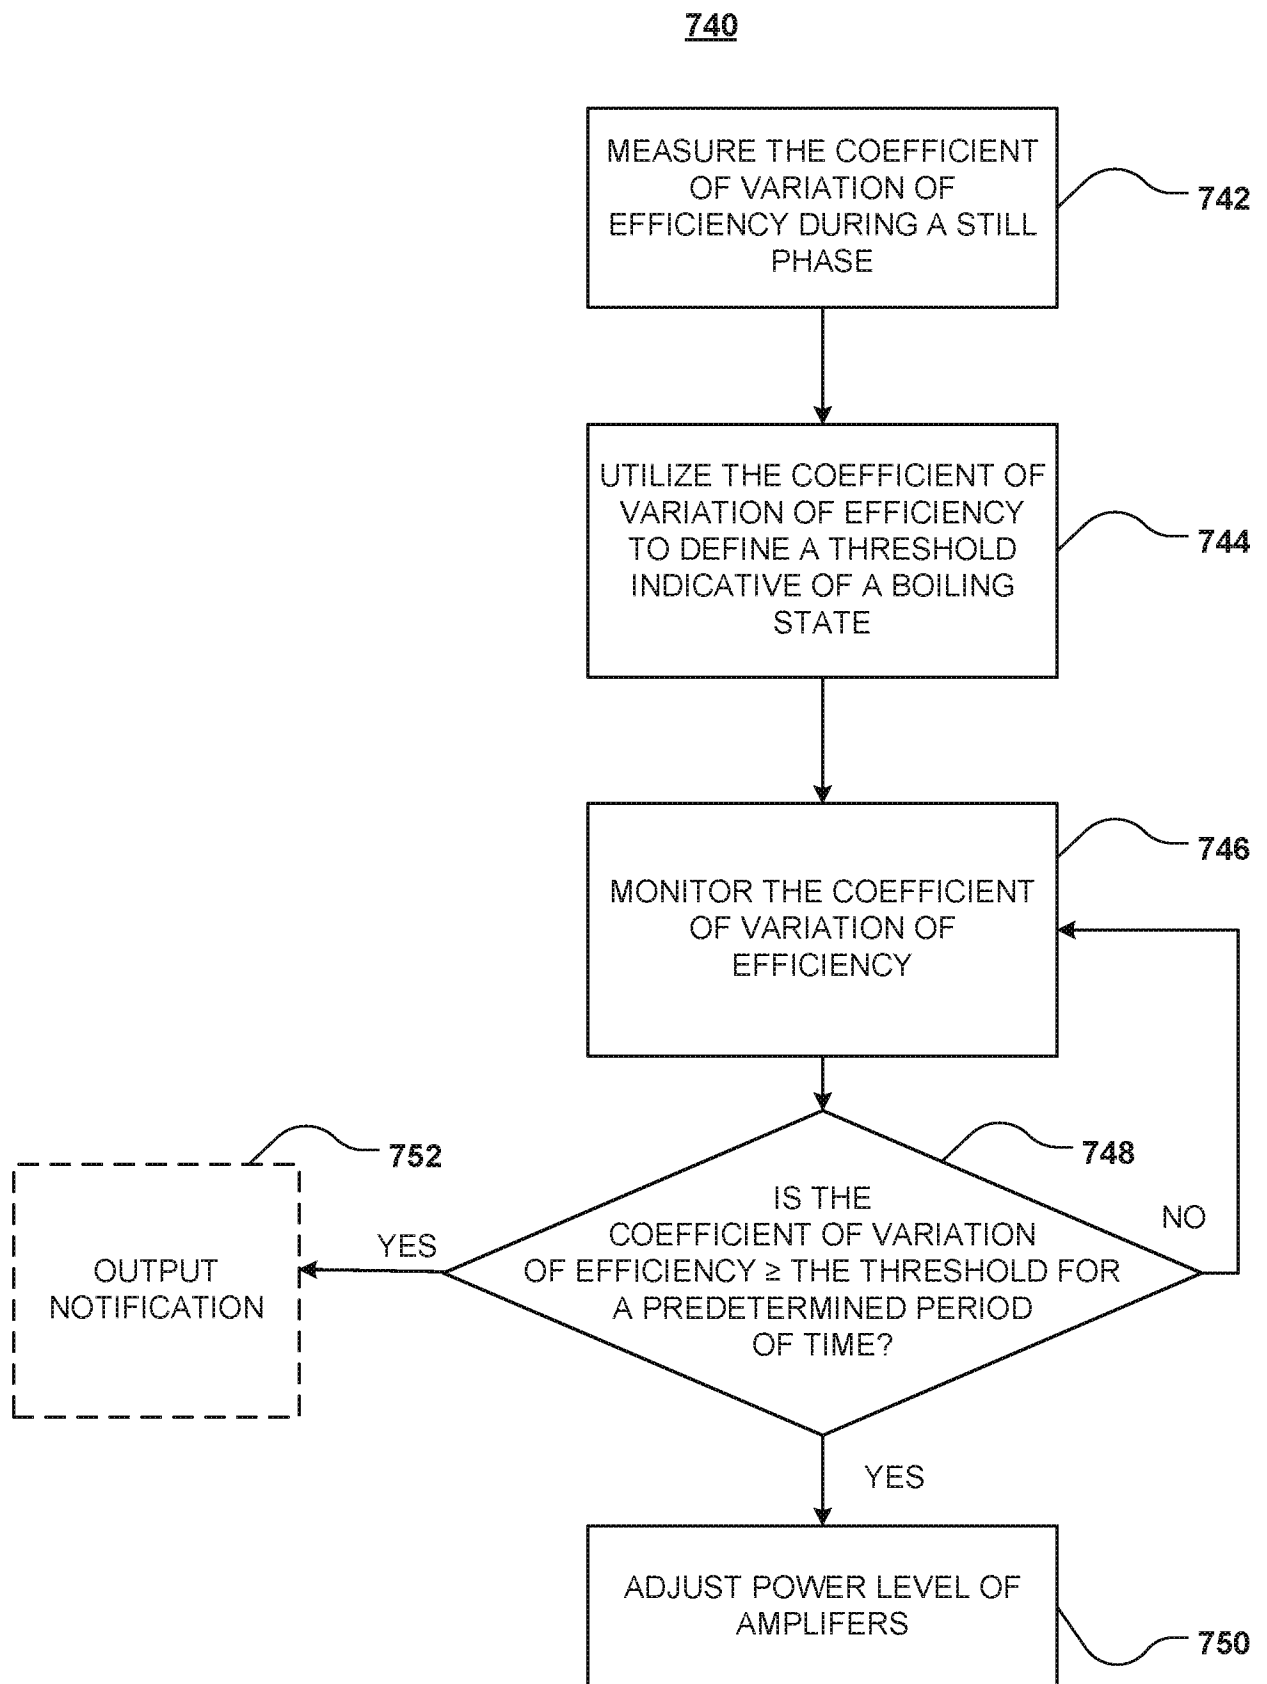 740
MEASURE THE COEFFICIENT
OF VARIATION OF
EFFICIENCY DURING A STILL
PHASE
742
UTILIZE THE COEFFICIENT OF
VARIATION OF EFFICIENCY
TO DEFINE A THRESHOLD
INDICATIVE OF A BOILING
STATE
744
MONITOR THE COEFFICIENT
OF VARIATION OF
EFFICIENCY
746
IS THE
COEFFICIENT OF VARIATION
OF EFFICIENCY ≥ THE THRESHOLD FOR
A PREDETERMINED PERIOD
OF TIME?
748
NO
YES
OUTPUT
NOTIFICATION
752
YES
ADJUST POWER LEVEL OF
AMPLIFERS
750